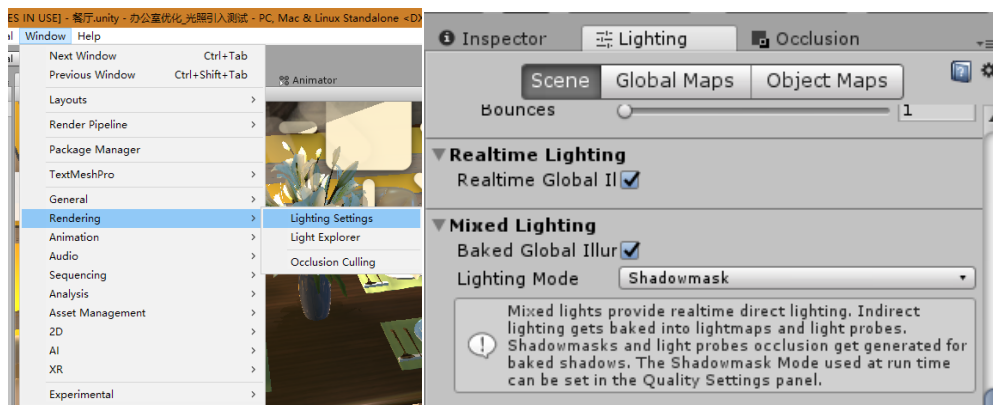 ES IN USE] - 餐厅.unity - 办公室优化_光照引入测试 - PC, Mac & Linux Standalone <DX
Window Help
Next Window Ctrl+Tab
Previous Window Ctrl+Shift+Tab
Layouts
Render Pipeline
Package Manager
TextMeshPro
General
Rendering
Animation
Audio
Sequencing
Analysis
Asset Management
2D
AI
XR
Experimental
Animator
Lighting Settings
Light Explorer
Occlusion Culling
Inspector Lighting Occlusion
Scene Global Maps Object Maps
Bounces 1
Realtime Lighting
Realtime Global Il
Mixed Lighting
Baked Global Illur
Lighting Mode Shadowmask
Mixed lights provide realtime direct lighting. Indirect
lighting gets baked into lightmaps and light probes.
Shadowmasks and light probes occlusion get generated for
baked shadows. The Shadowmask Mode used at run time
can be set in the Quality Settings panel.